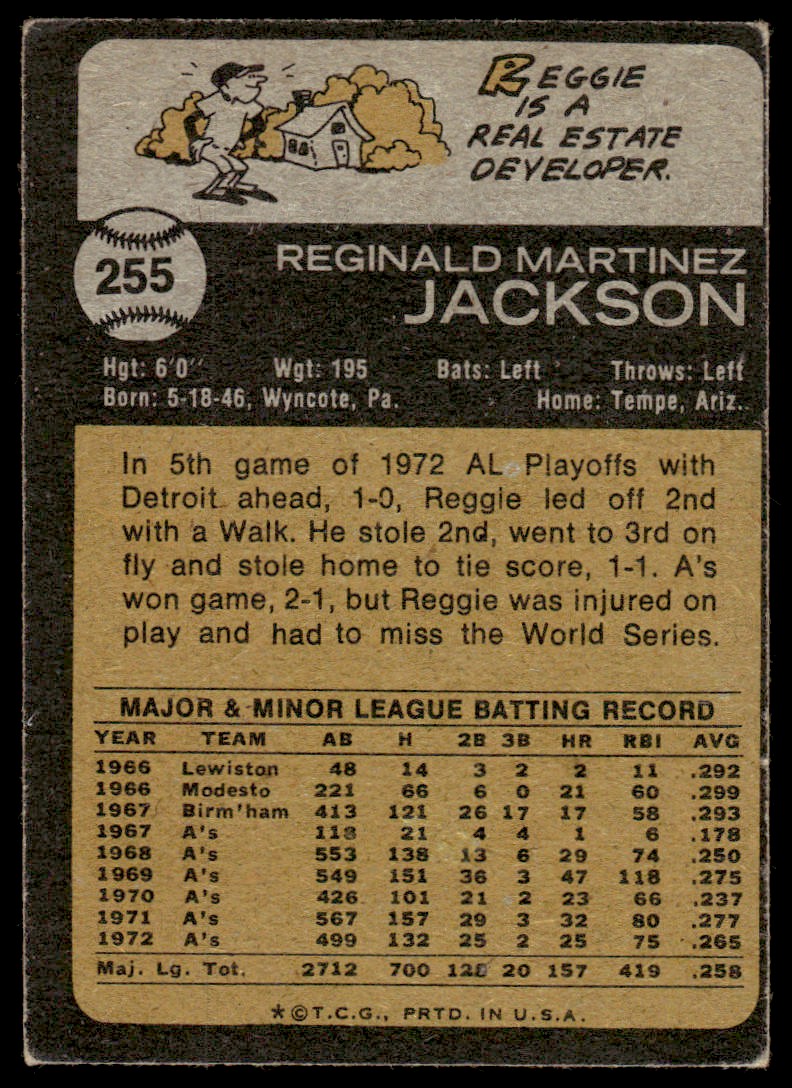 REGGIE
IS A
REAL ESTATE
DEVELOPER.
255
REGINALD MARTINEZ
JACKSON
Hgt: 6'0" Wgt: 195 Bats: Left Throws: Left
Born: 5-18-46, Wyncote, Pa. Home: Tempe, Ariz.
In 5th game of 1972 AL Playoffs with
Detroit ahead, 1-0, Reggie led off 2nd
with a Walk. He stole 2nd, went to 3rd on
fly and stole home to tie score, 1-1. A's
won game, 2-1, but Reggie was injured on
play and had to miss the World Series.
MAJOR & MINOR LEAGUE BATTING RECORD
YEAR TEAM AB H 2B 3B HR RBI AVG
1966 Lewiston 48 14 3 2 2 11 .292
1966 Modesto 221 66 6 0 21 60 .299
1967 Birm'ham 413 121 26 17 17 58 .293
1967 A's 118 21 4 4 1 6 .178
1968 A's 553 138 13 6 29 74 .250
1969 A's 549 151 36 3 47 118 .275
1970 A's 426 101 21 2 23 66 .237
1971 A's 567 157 29 3 32 80 .277
1972 A's 499 132 25 2 25 75 .265
Maj. Lg. Tot. 2712 700 128 20 157 419 .258
*©T.C.G., PRTD. IN U.S.A.